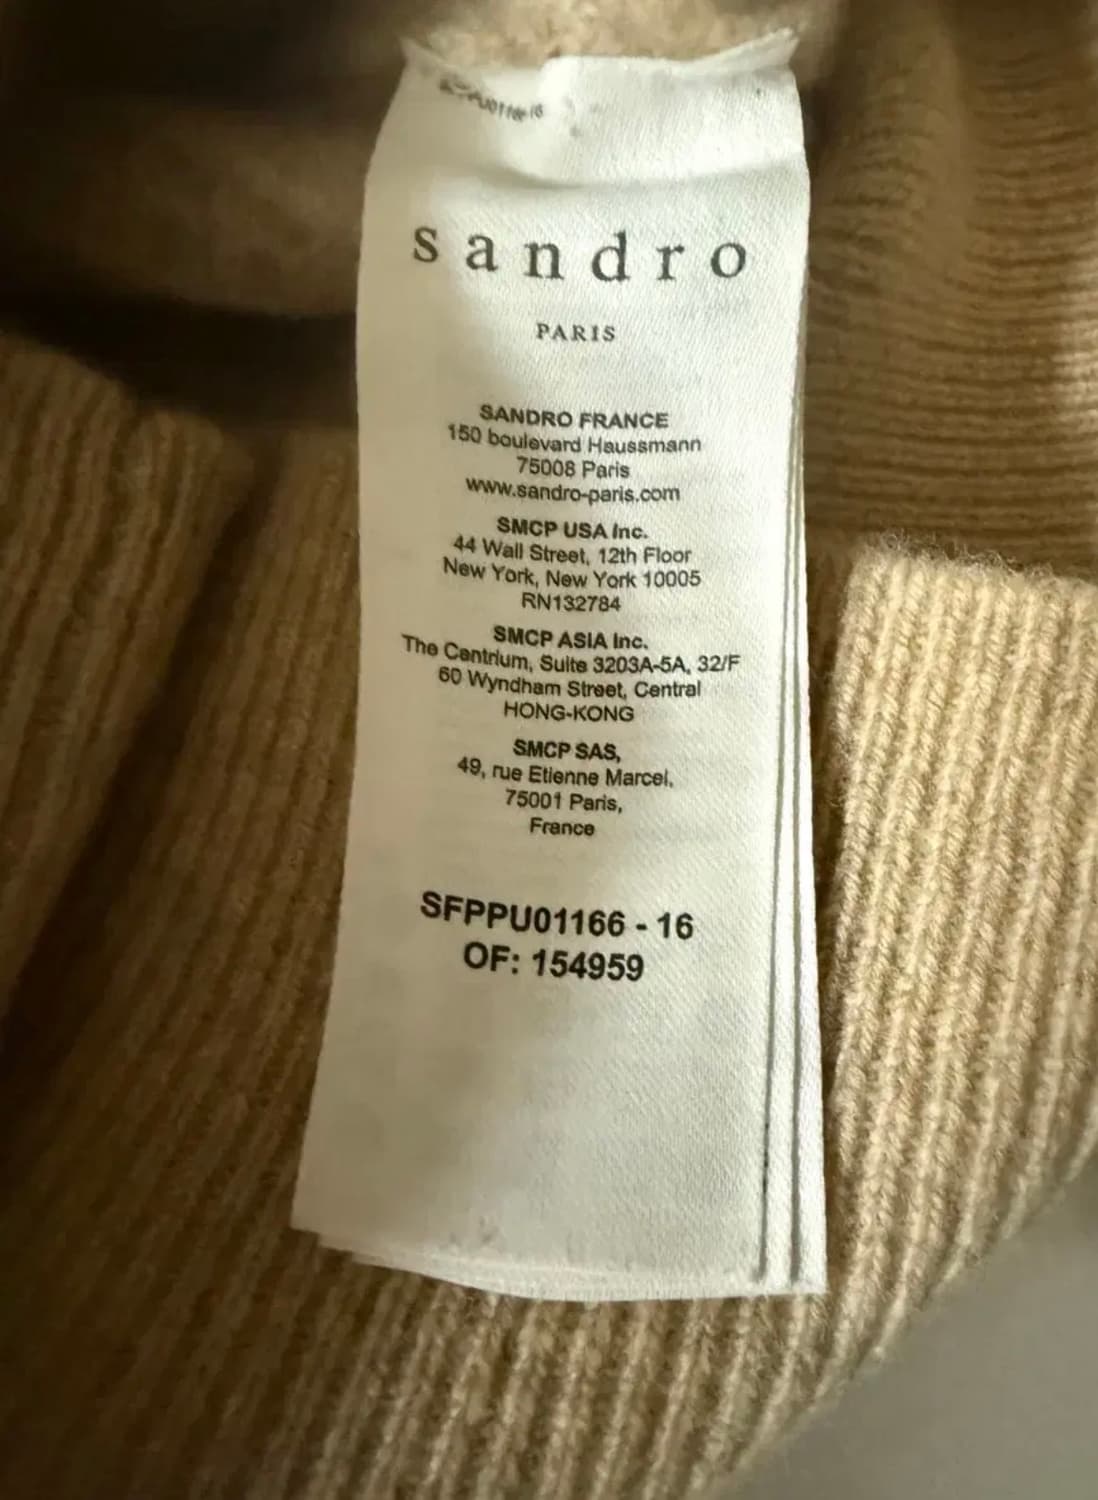 sandro
PARIS
SANDRO FRANCE
150 boulevard Haussmann
75008 Paris
www.sandro-paris.com
SMCP USA Inc.
44 Wall Street, 12th Floor
New York, New York 10005
RN132784
SMCP ASIA Inc.
The Centrium, Suite 3203A-5A, 32/F
60 Wyndham Street, Central
HONG-KONG
SMCP SAS,
49, rue Etienne Marcel,
75001 Paris,
France
SFPPU01166 - 16
OF: 154959